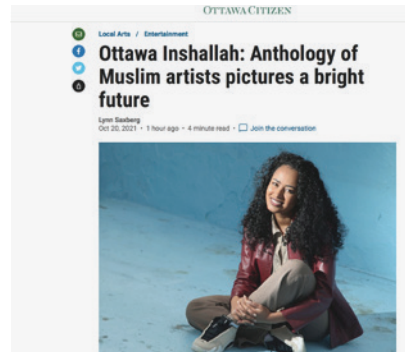 OTTAWA CITIZEN
Local Arts / Entertainment
Ottawa Inshallah: Anthology of
Muslim artists pictures a bright
future
Lynn Saxberg
Oct 20, 2021 • 1 hour ago • 4 minute read • Join the conversation